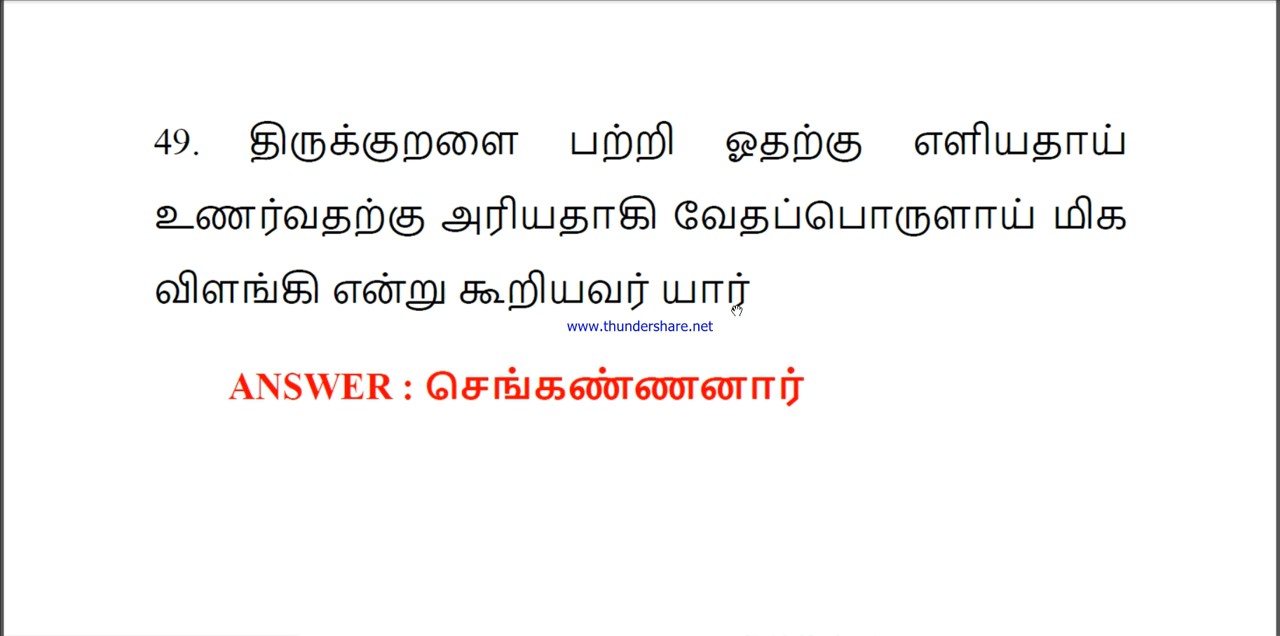 49. திருக்குறளை பற்றி ஓதற்கு எளியதாய்
உணர்வதற்கு அரியதாகி வேதப்பொருளாய் மிக
விளங்கி என்று கூறியவர் யார்
www.thundershare.net
ANSWER : செங்கண்ணனார்